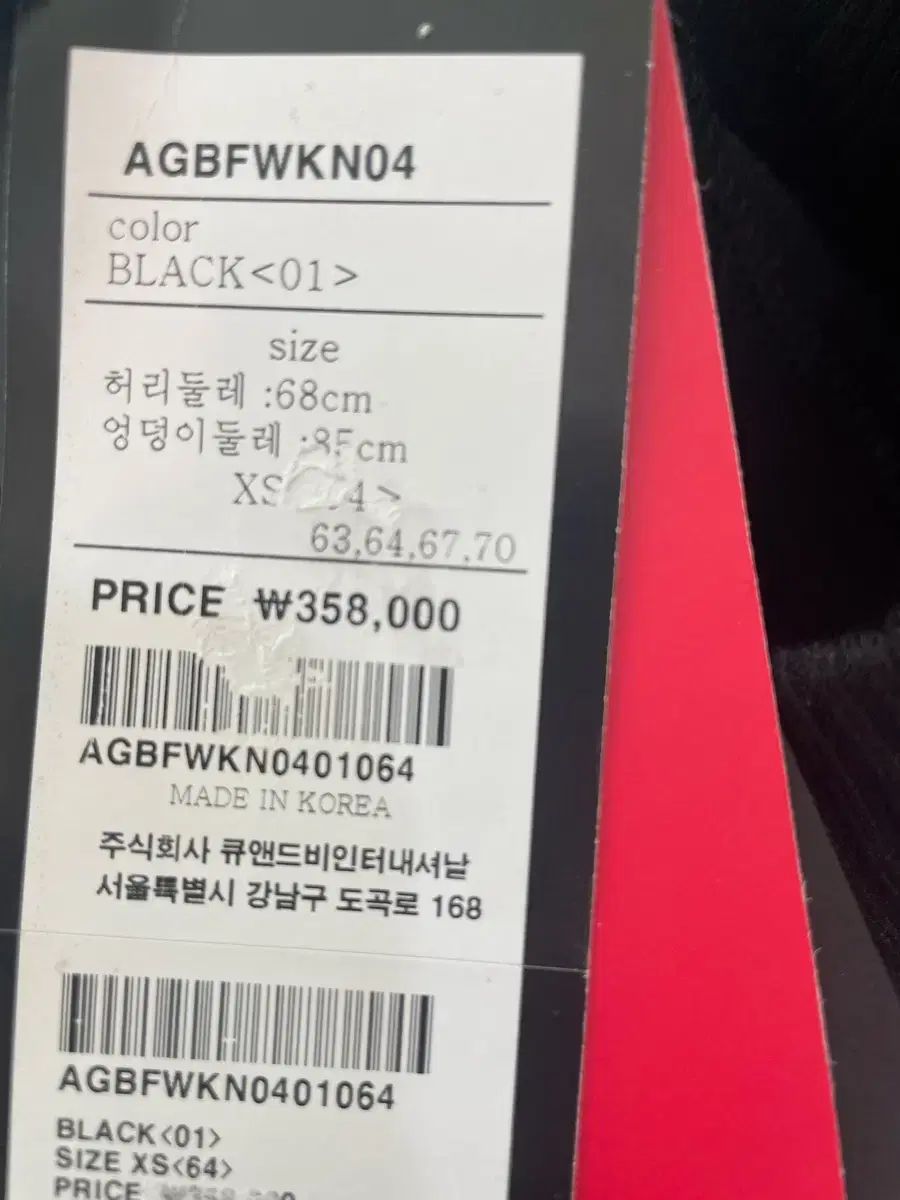 AGBFWKN04
color
BLACK<01>
size
허리둘레 :68cm
엉덩이둘레 :85cm
XS
63,64,67,70
PRICE ₩358,000
AGBFWKN0401064
MADE IN KOREA
주식회사 큐앤드비인터내셔날
서울특별시 강남구 도곡로 168
AGBFWKN0401064
BLACK<01>
SIZE XS<64>
PRICE